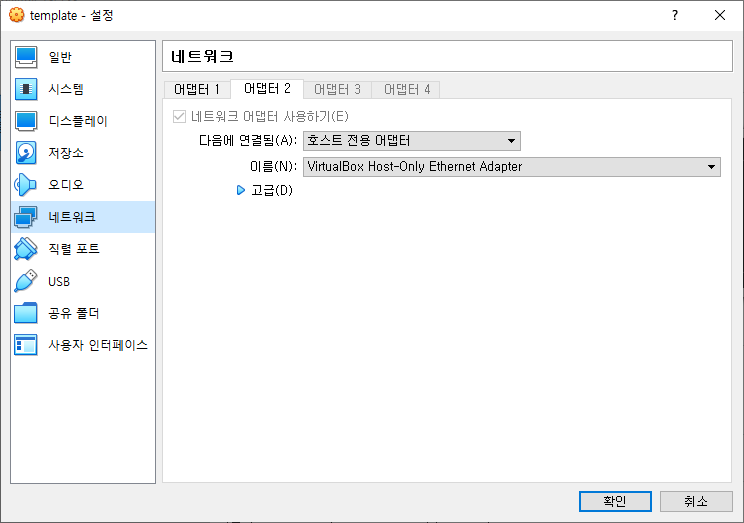 template - 설정
일반
시스템
디스플레이
저장소
오디오
네트워크
직렬 포트
USB
공유 폴더
사용자 인터페이스
네트워크
어댑터 1 어댑터 2 어댑터 3 어댑터 4
네트워크 어댑터 사용하기(E)
다음에 연결됨(A): 호스트 전용 어댑터
이름(N): VirtualBox Host-Only Ethernet Adapter
고급(D)
확인 취소